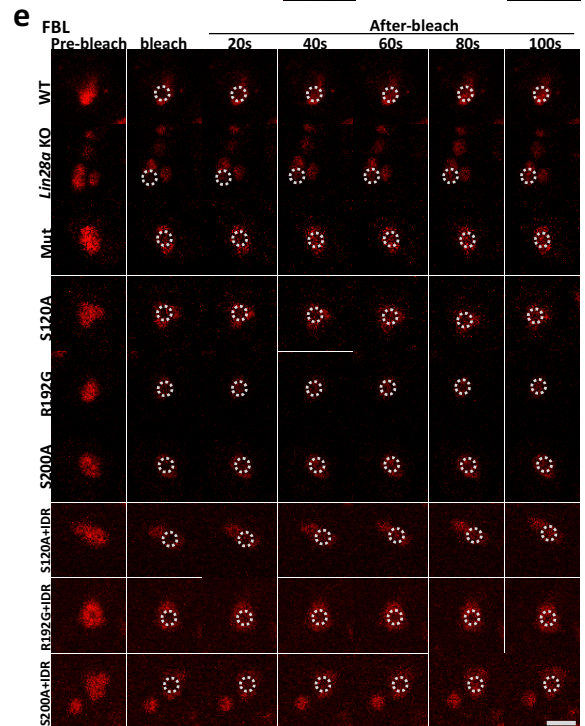 e
FBL
After-bleach
Pre-bleach bleach 20s 40s 60s 80s 100s
WT
Lin28a KO
Mut
S120A
R192G
S200A
S120A+IDR
R192G+IDR
S200A+IDR